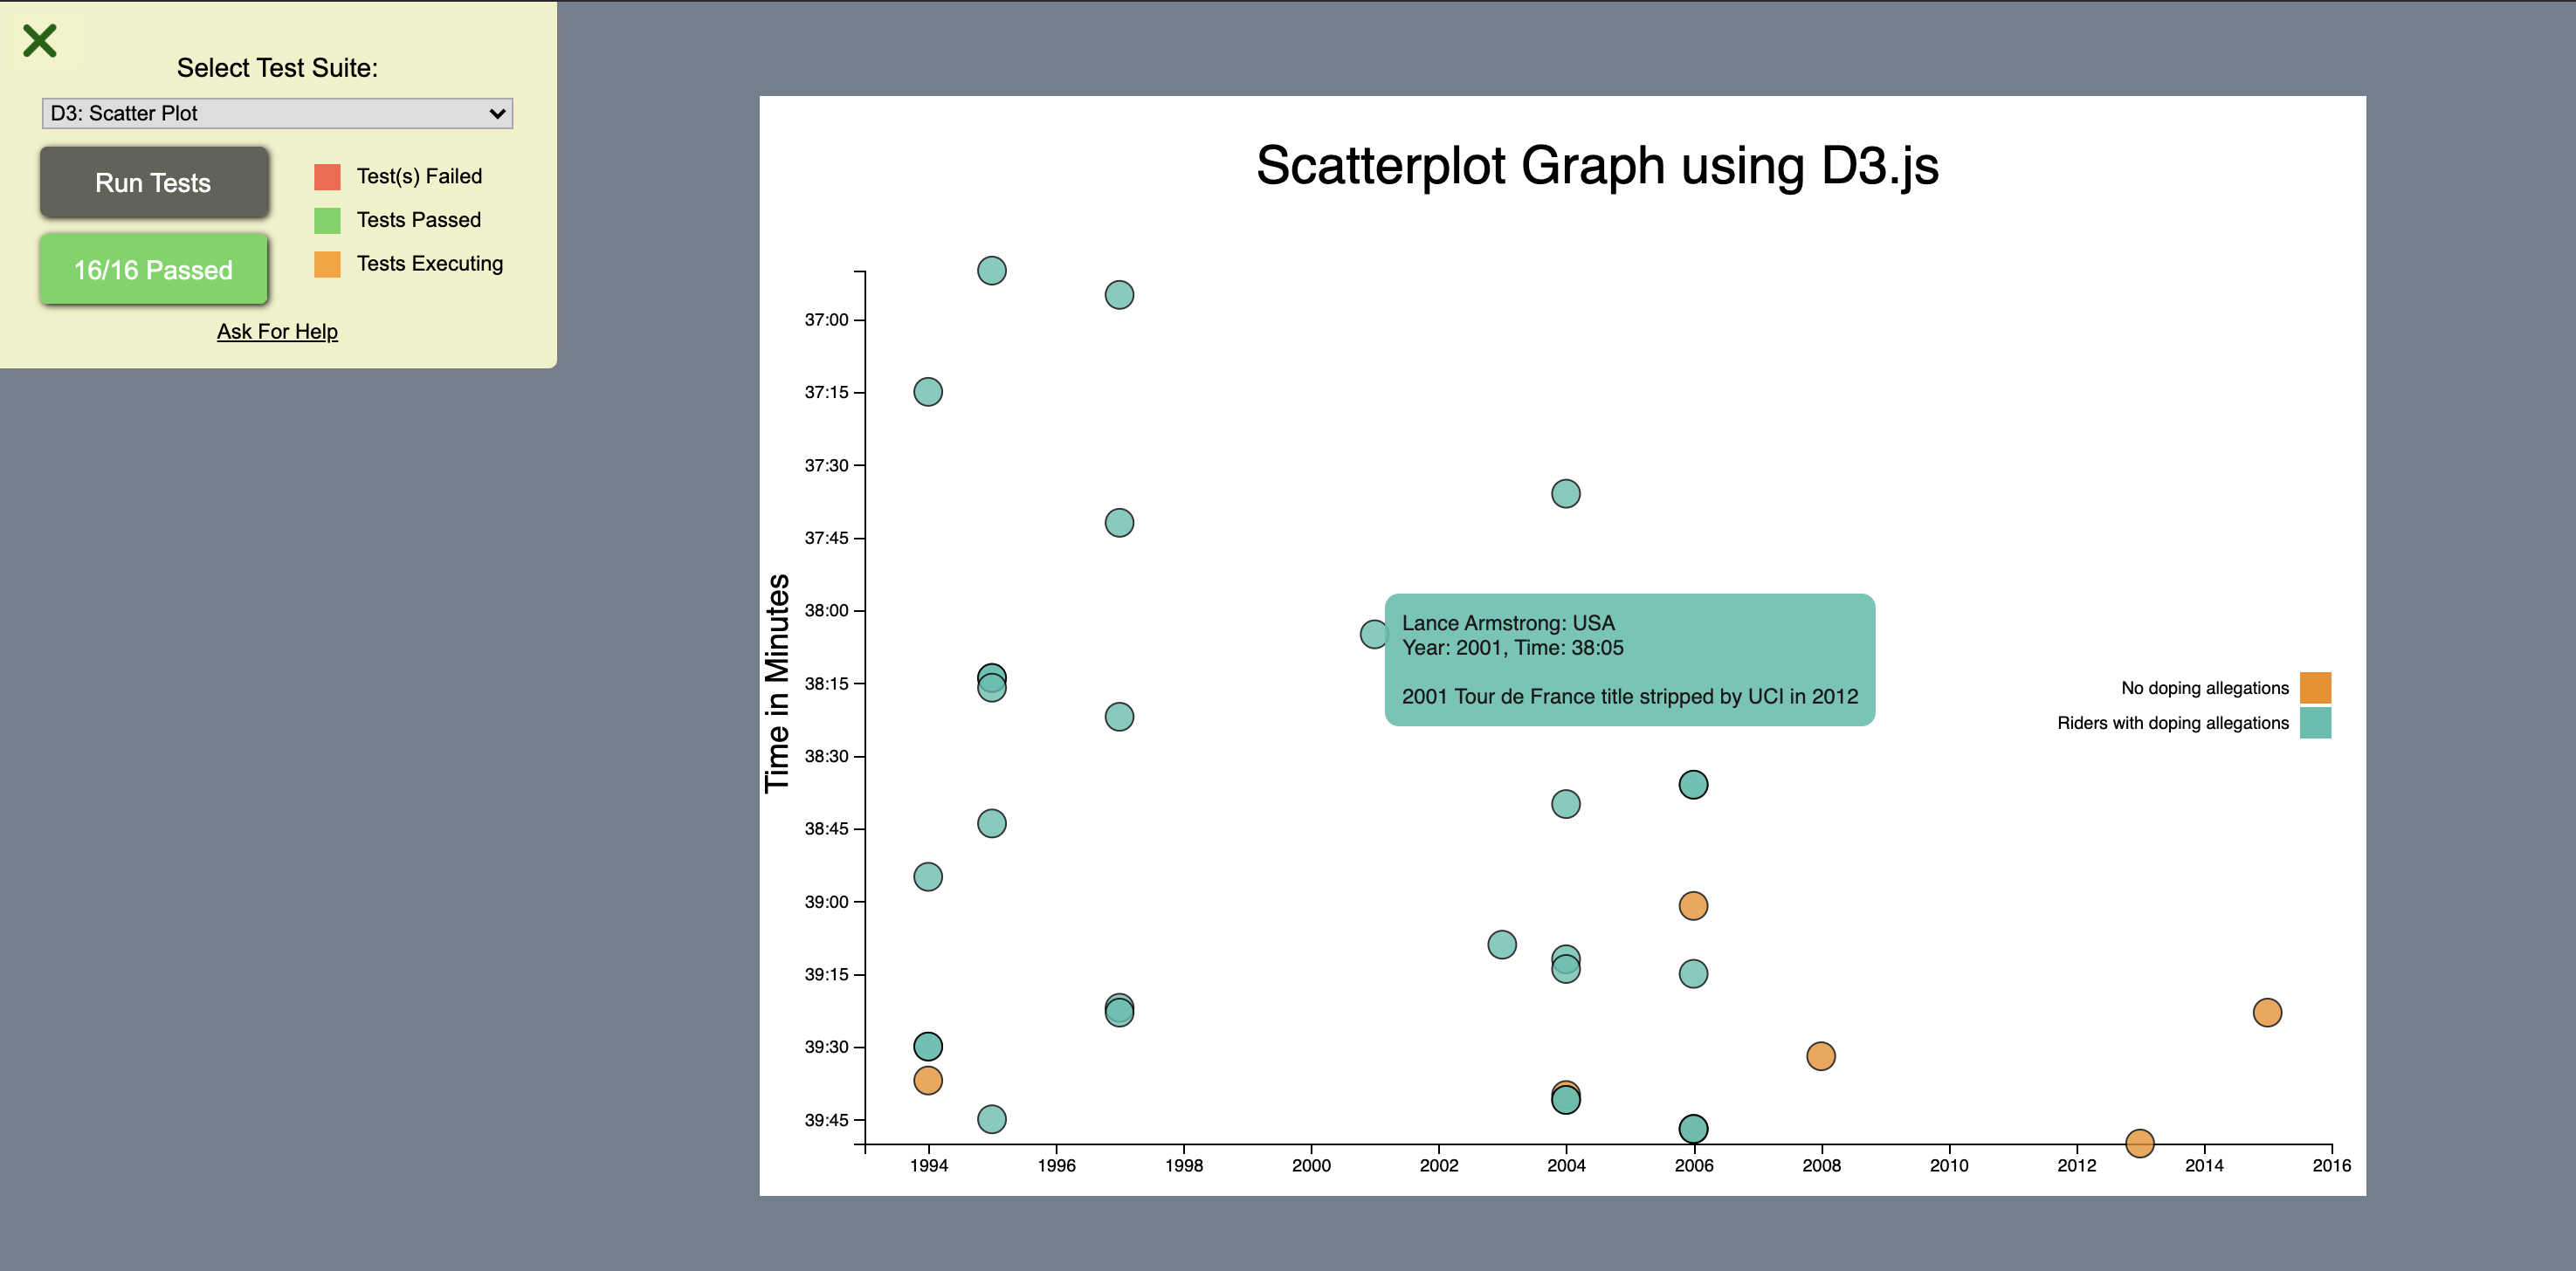 Select Test Suite:
D3: Scatter Plot
Run Tests
16/16 Passed
Test(s) Failed
Tests Passed
Tests Executing
Ask For Help
Scatterplot Graph using D3.js
Time in Minutes
37:00
37:15
37:30
37:45
38:00
38:15
38:30
38:45
39:00
39:15
39:30
39:45
Lance Armstrong: USA
Year: 2001, Time: 38:05
2001 Tour de France title stripped by UCI in 2012
No doping allegations
Riders with doping allegations
1994 1996 1998 2000 2002 2004 2006 2008 2010 2012 2014 2016